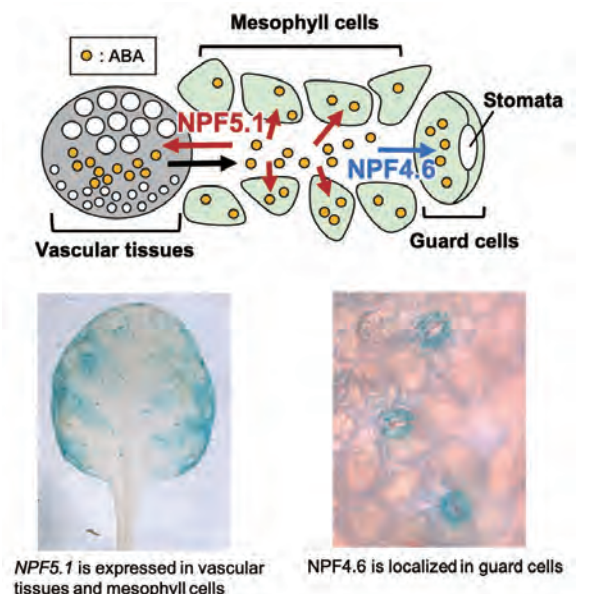 Mesophyll cells
: ABA
Stomata
NPF5.1
NPF4.6
Guard cells
Vascular tissues
NPF5.1 is expressed in vascular
tissues and mesophyll cells
NPF4.6 is localized in guard cells